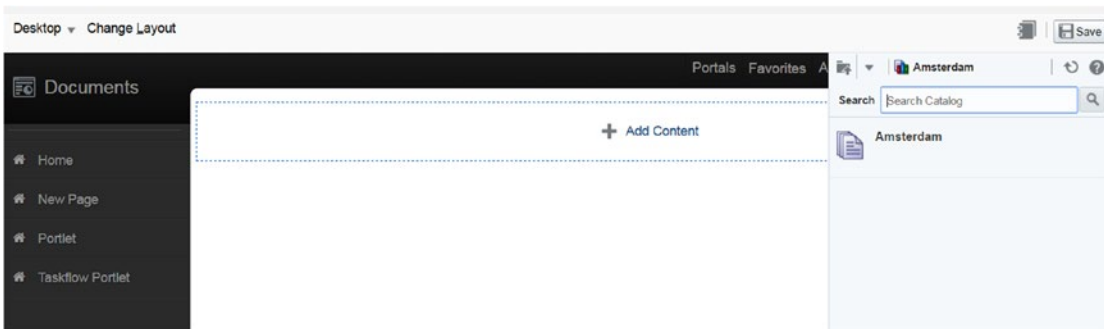 Desktop Change Layout
Save
Portals Favorites A
Amsterdam
Documents
Search Search Catalog
Add Content
Amsterdam
Home
New Page
Portlet
Taskflow Portlet